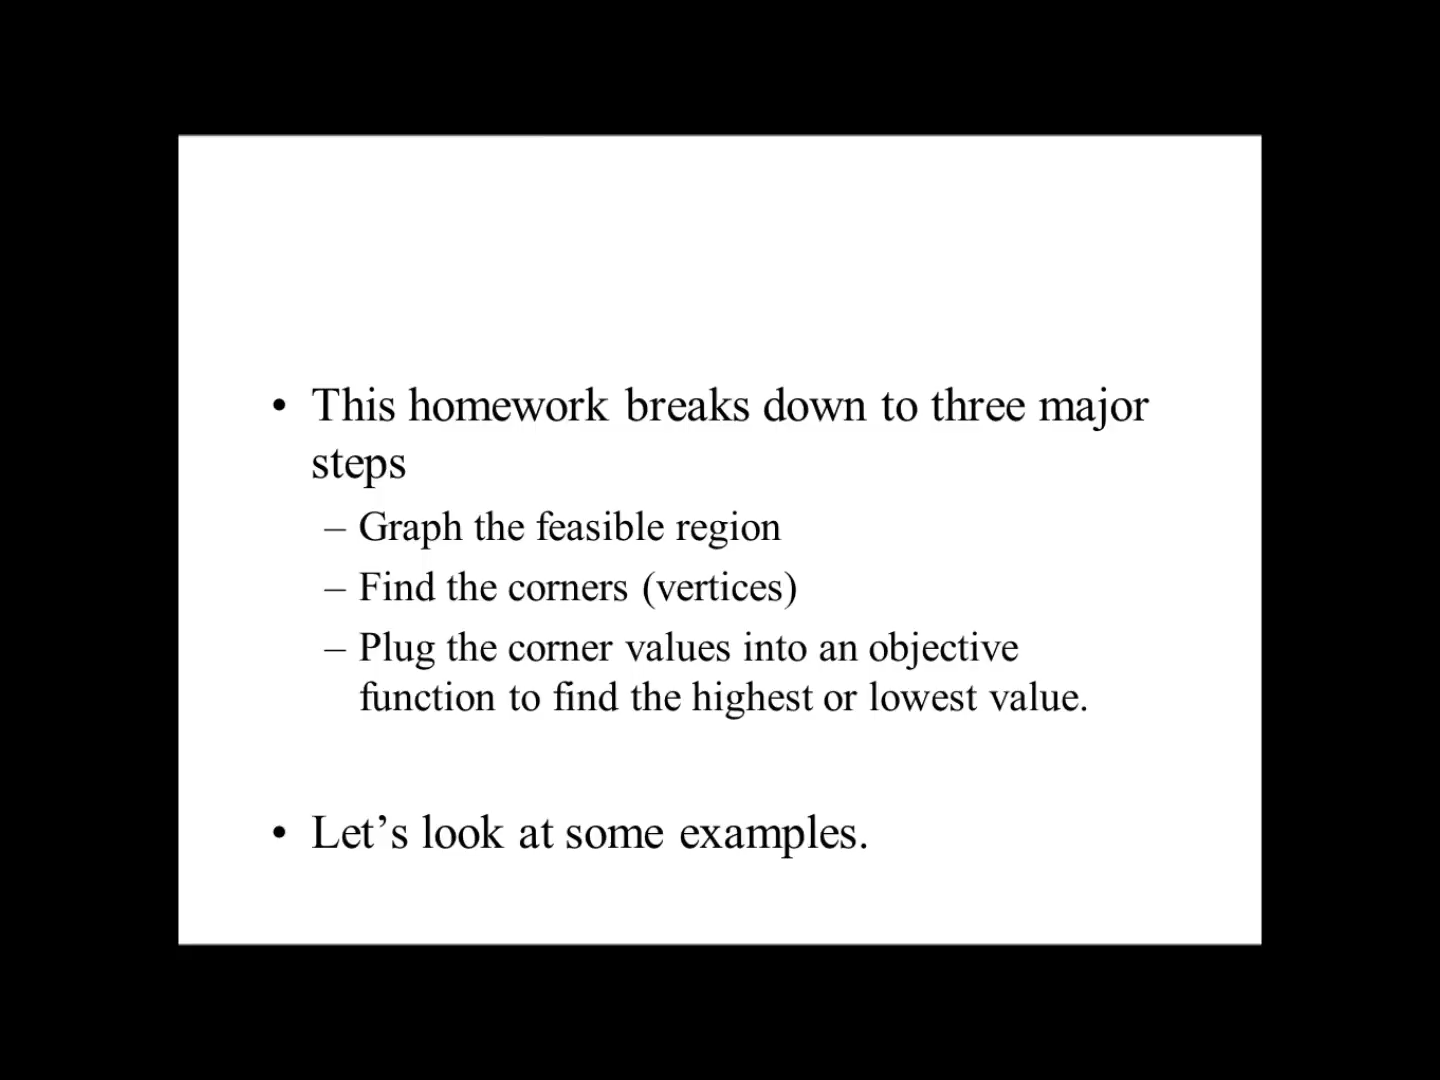 • This homework breaks down to three major
steps
– Graph the feasible region
– Find the corners (vertices)
– Plug the corner values into an objective
function to find the highest or lowest value.
• Let’s look at some examples.